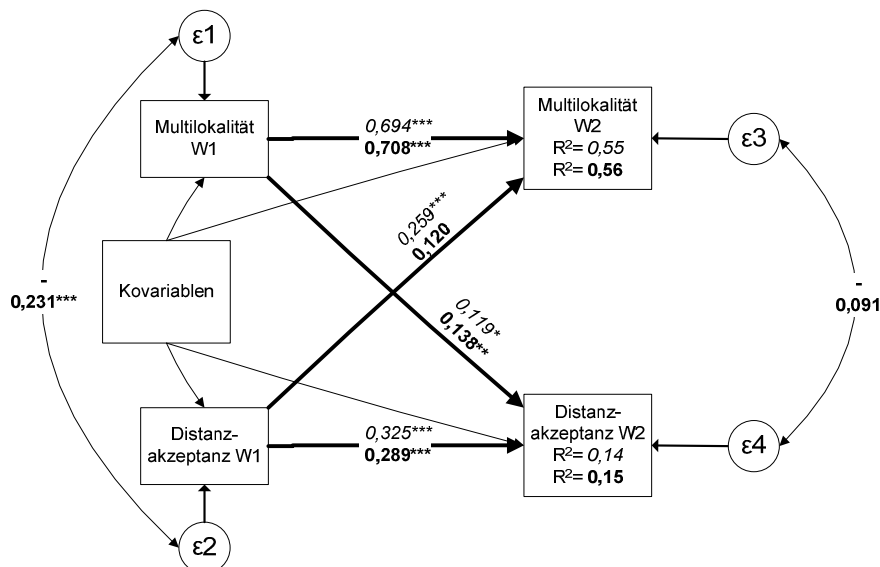 ε1
Multilokalität
W1
0,694***
0,708***
Multilokalität
W2
R²= 0,55
R²= 0,56
ε3
0,259***
0,120
Kovariablen
-
0,231***
-
0,091
0,119*
0,138**
Distanz-
akzeptanz W1
0,325***
0,289***
Distanz-
akzeptanz W2
R²= 0,14
R²= 0,15
ε4
ε2